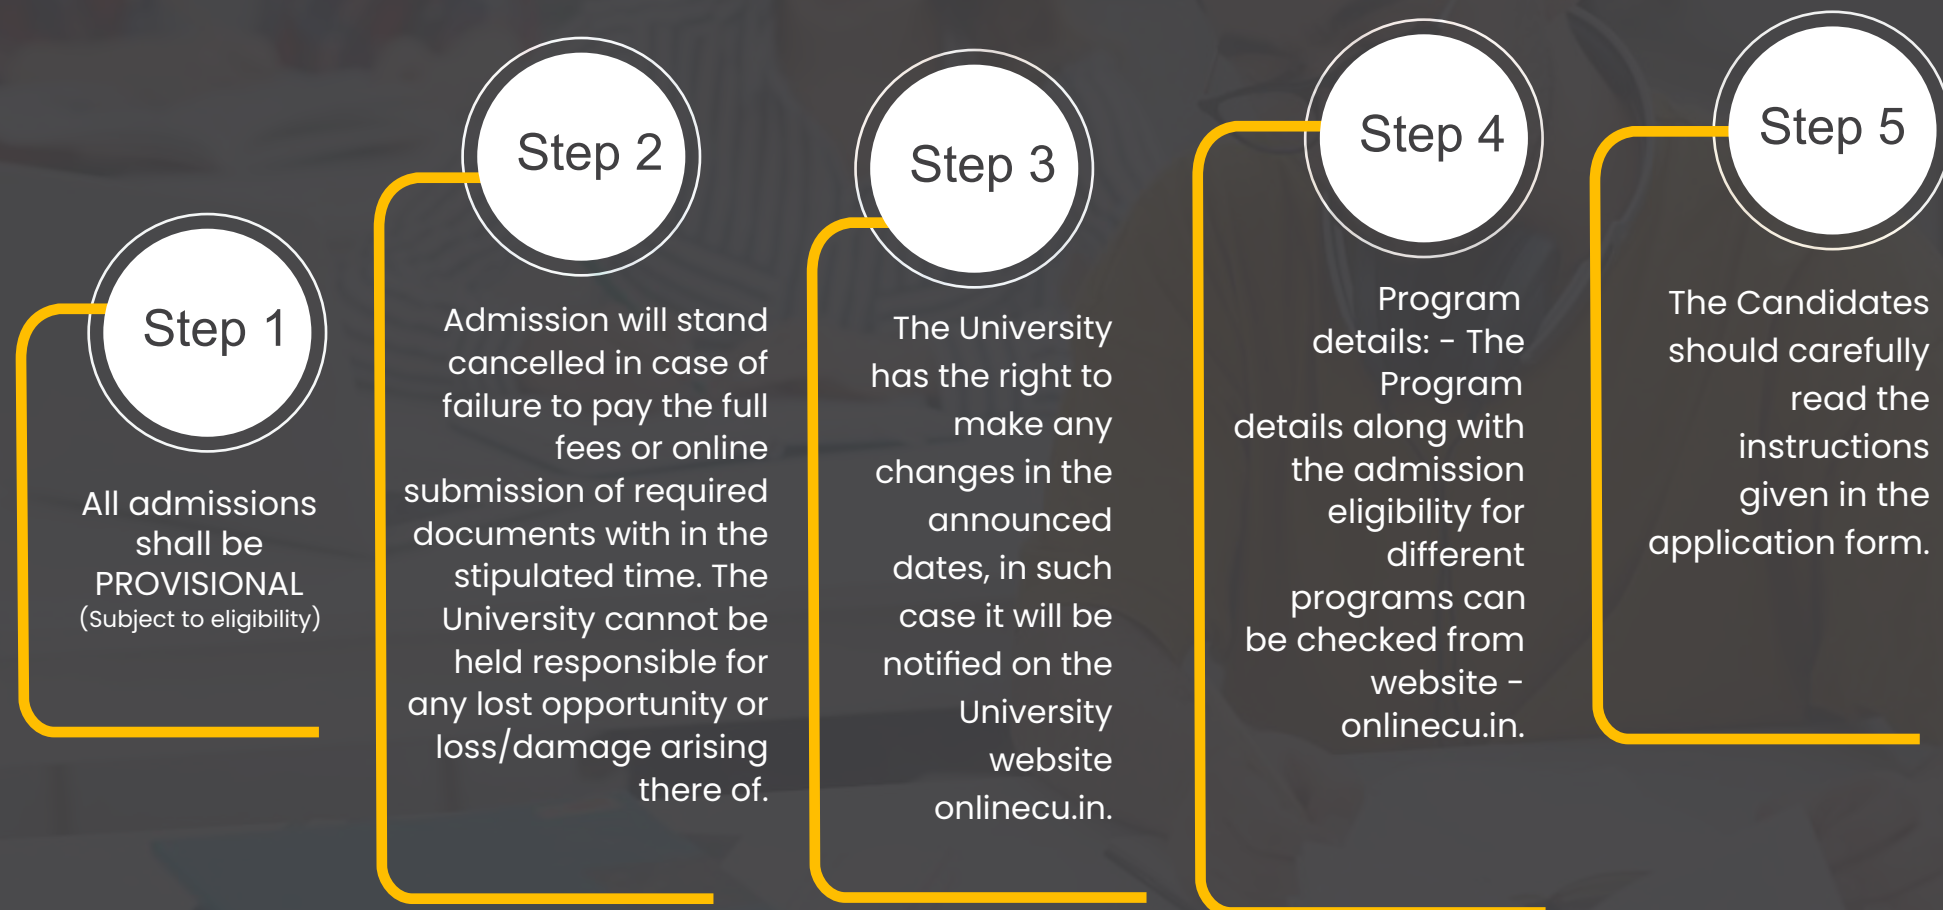 Step 1
All admissions
shall be
PROVISIONAL
(Subject to eligibility)
Step 2
Admission will stand
cancelled in case of
failure to pay the full
fees or online
submission of required
documents with in the
stipulated time. The
University cannot be
held responsible for
any lost opportunity or
loss/damage arising
there of.
Step 3
The University
has the right to
make any
changes in the
announced
dates, in such
case it will be
notified on the
University
website
onlinecu.in.
Step 4
Program
details: - The
Program
details along with
the admission
eligibility for
different
programs can
be checked from
website -
onlinecu.in.
Step 5
The Candidates
should carefully
read the
instructions
given in the
application form.